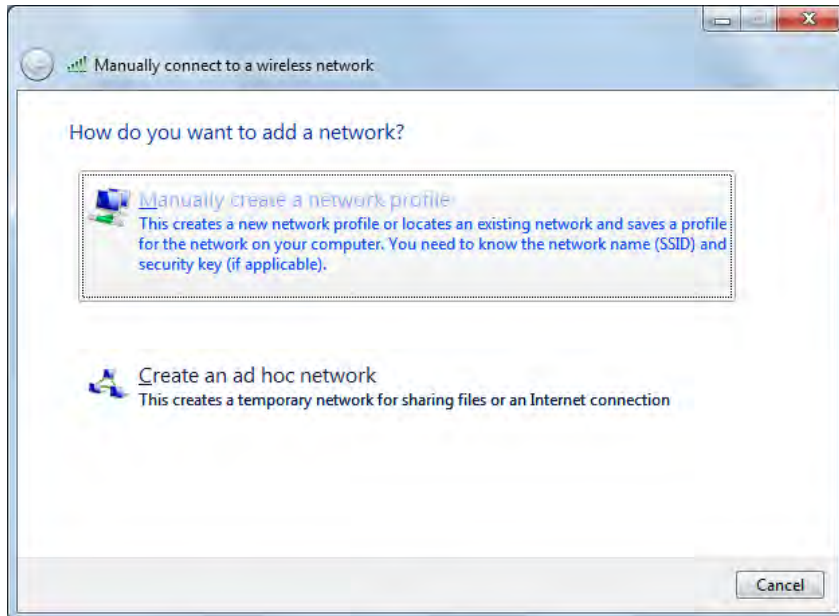 Manually connect to a wireless network
How do you want to add a network?
Manually create a network profile
This creates a new network profile or locates an existing network and saves a profile
for the network on your computer. You need to know the network name (SSID) and
security key (if applicable).
Create an ad hoc network
This creates a temporary network for sharing files or an Internet connection
Cancel